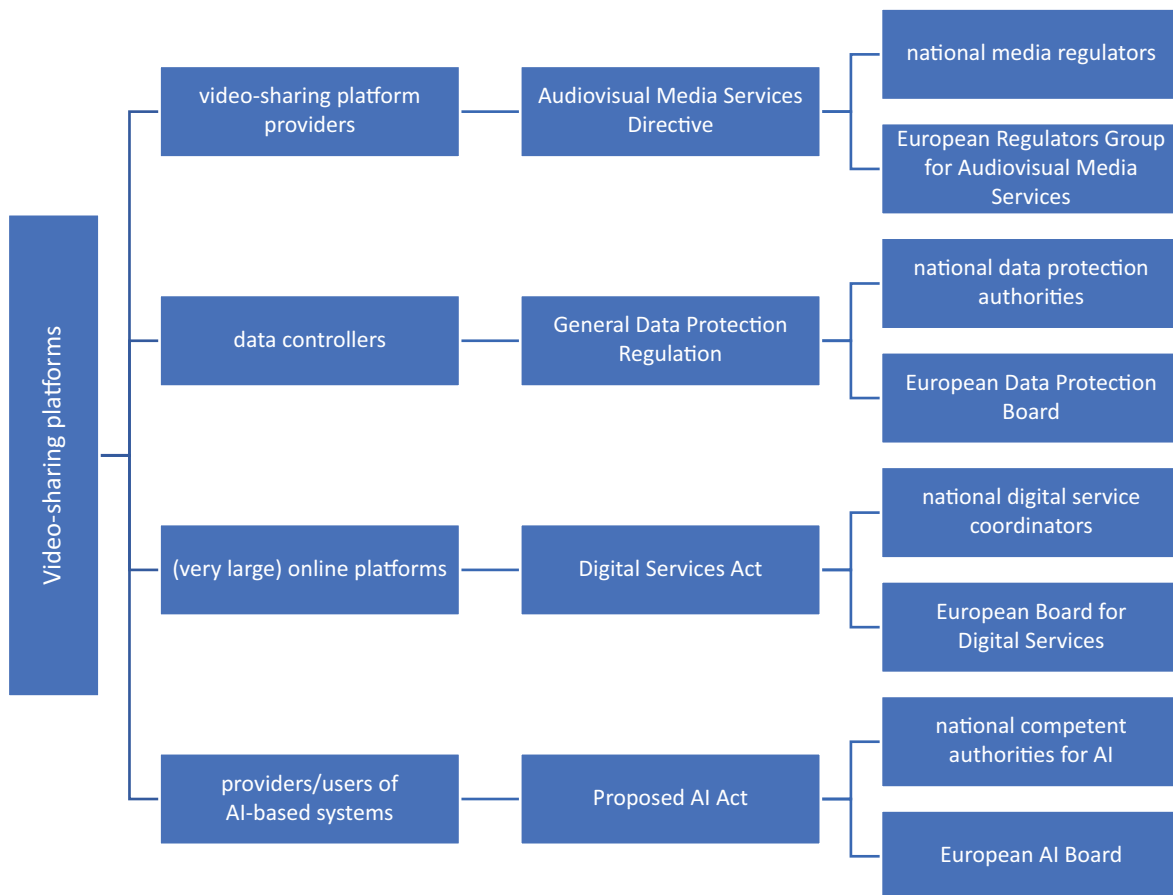 Video-sharing platforms
video-sharing platform
providers
Audiovisual Media Services
Directive
national media regulators
European Regulators Group
for Audiovisual Media
Services
data controllers
General Data Protection
Regulation
national data protection
authorities
European Data Protection
Board
(very large) online platforms
Digital Services Act
national digital service
coordinators
European Board for
Digital Services
providers/users of
AI-based systems
Proposed AI Act
national competent
authorities for AI
European AI Board